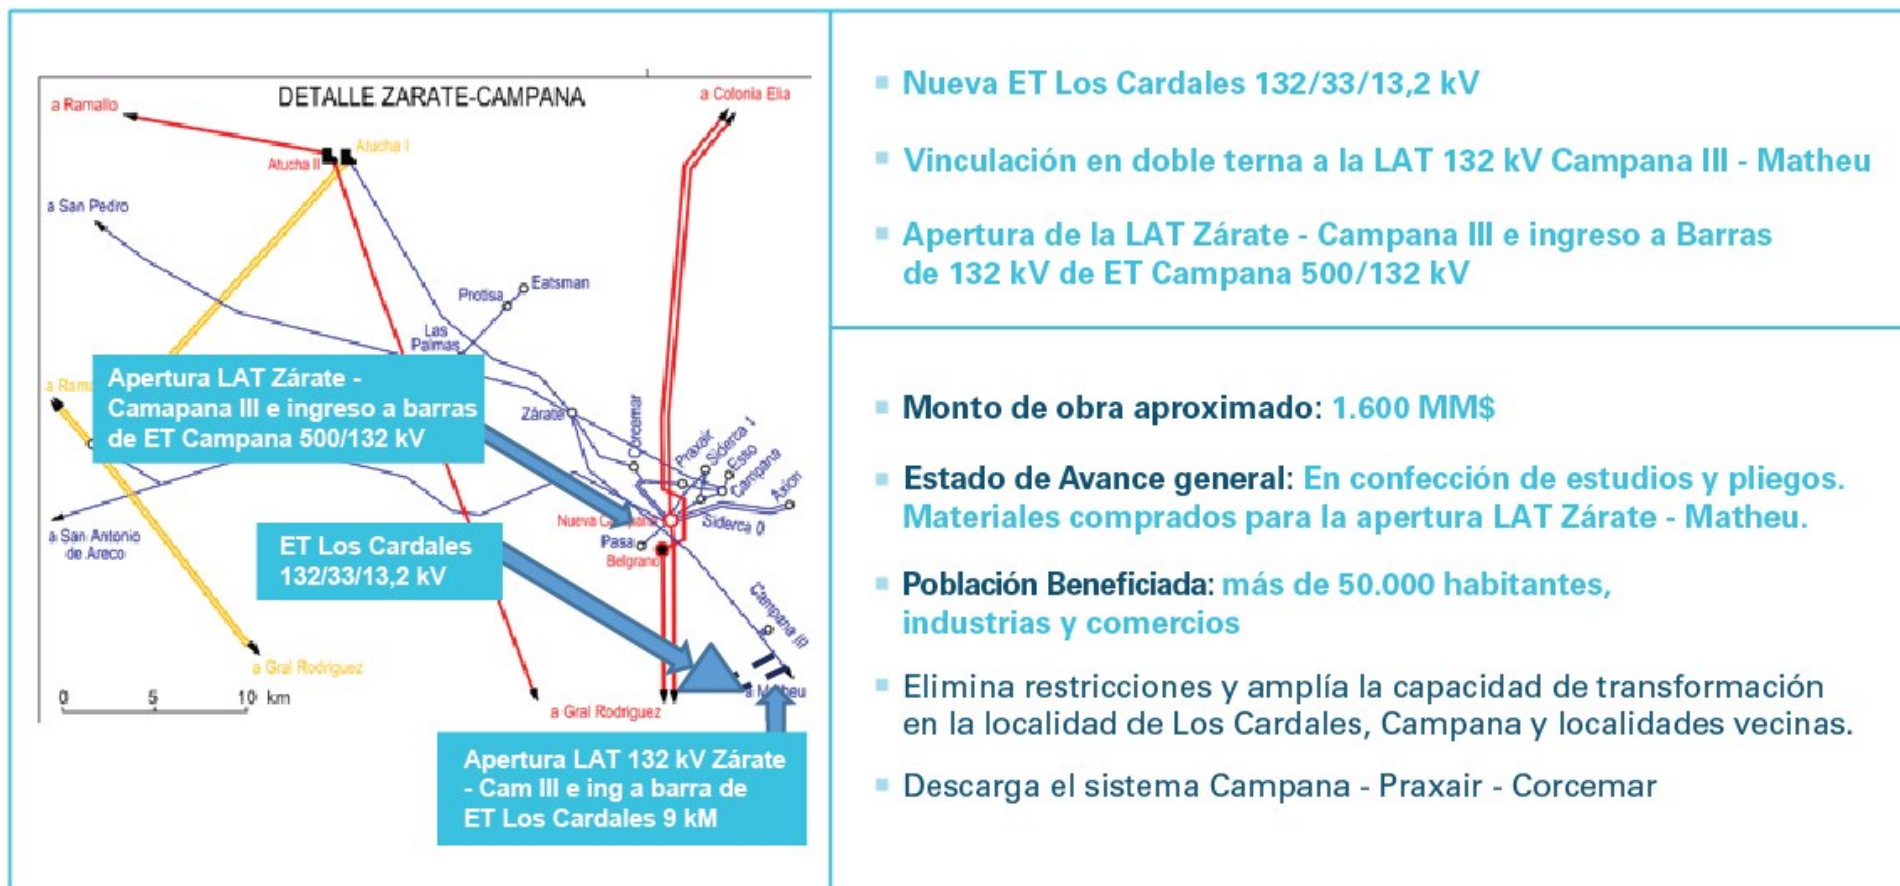 DETALLE ZARATE-CAMPANA
a Ramallo
a Colonia Elia
Atucha I
Atucha II
a San Pedro
Eatsman
Protisa
Las
Palmas
Apertura LAT Zárate -
Camapana III e ingreso a barras
de ET Campana 500/132 kV
Zárate
Corcemar
Praxair
Siderca 1
Esso
Campana
Axion
Siderca 0
Nueva
Pasa
Belgrano
a San Antonio
de Areco
ET Los Cardales
132/33/13,2 kV
Campana III
a Gral Rodriguez
0 5 10 km
a Gral Rodriguez
Apertura LAT 132 kV Zárate
- Cam III e ing a barra de
ET Los Cardales 9 kM
Nueva ET Los Cardales 132/33/13,2 kV
Vinculación en doble terna a la LAT 132 kV Campana III - Matheu
Apertura de la LAT Zárate - Campana III e ingreso a Barras
de 132 kV de ET Campana 500/132 kV
Monto de obra aproximado: 1.600 MM$
Estado de Avance general: En confección de estudios y pliegos.
Materiales comprados para la apertura LAT Zárate - Matheu.
Población Beneficiada: más de 50.000 habitantes,
industrias y comercios
Elimina restricciones y amplía la capacidad de transformación
en la localidad de Los Cardales, Campana y localidades vecinas.
Descarga el sistema Campana - Praxair - Corcemar